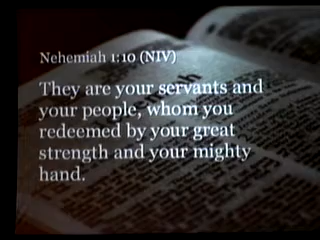 Nehemiah 1:10 (NIV)
They are your servants and
your people, whom you
redeemed by your great
strength and your mighty
hand.